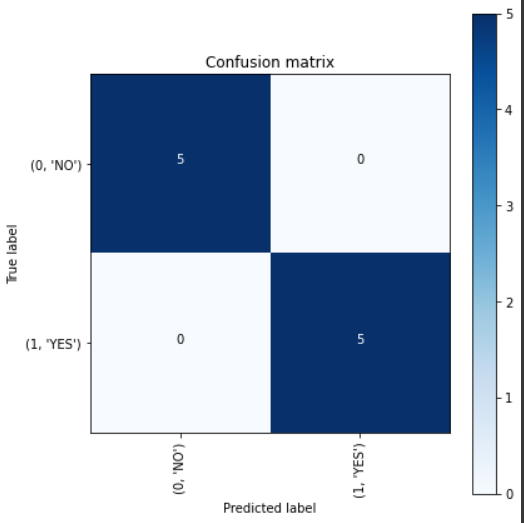 Confusion matrix
True label
(0, 'NO')
5
0
(1, 'YES')
0
5
(0, 'NO')
(1, 'YES')
Predicted label
5
4
3
2
1
0